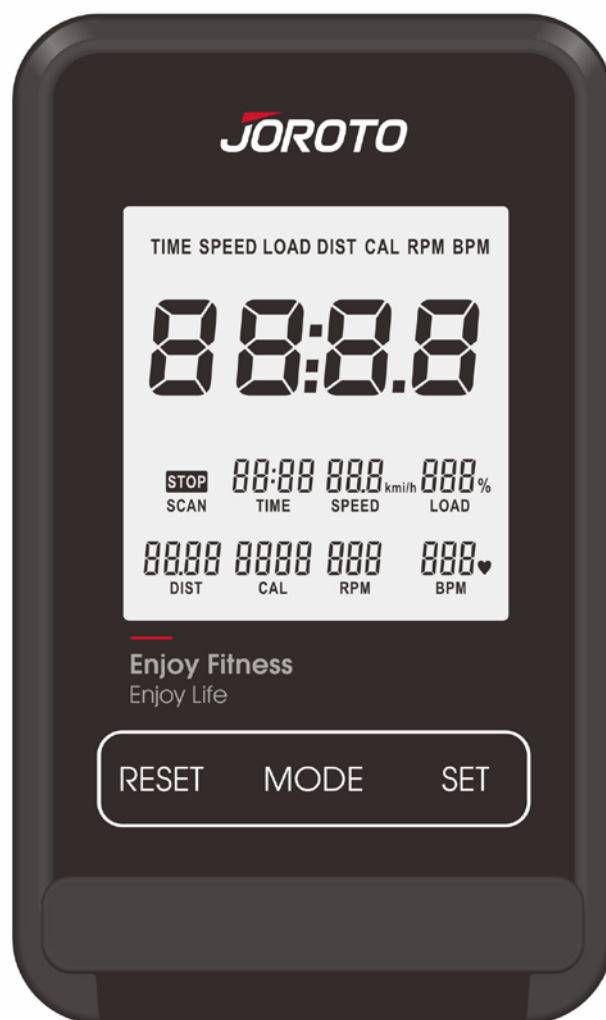 JOROTO
TIME SPEED LOAD DIST CAL RPM BPM
88:8.8
STOP 88:88 88.8 kmi/h 888 %
SCAN TIME SPEED LOAD
88.88 8888 888 888 ♥
DIST CAL RPM BPM
Enjoy Fitness
Enjoy Life
RESET MODE SET